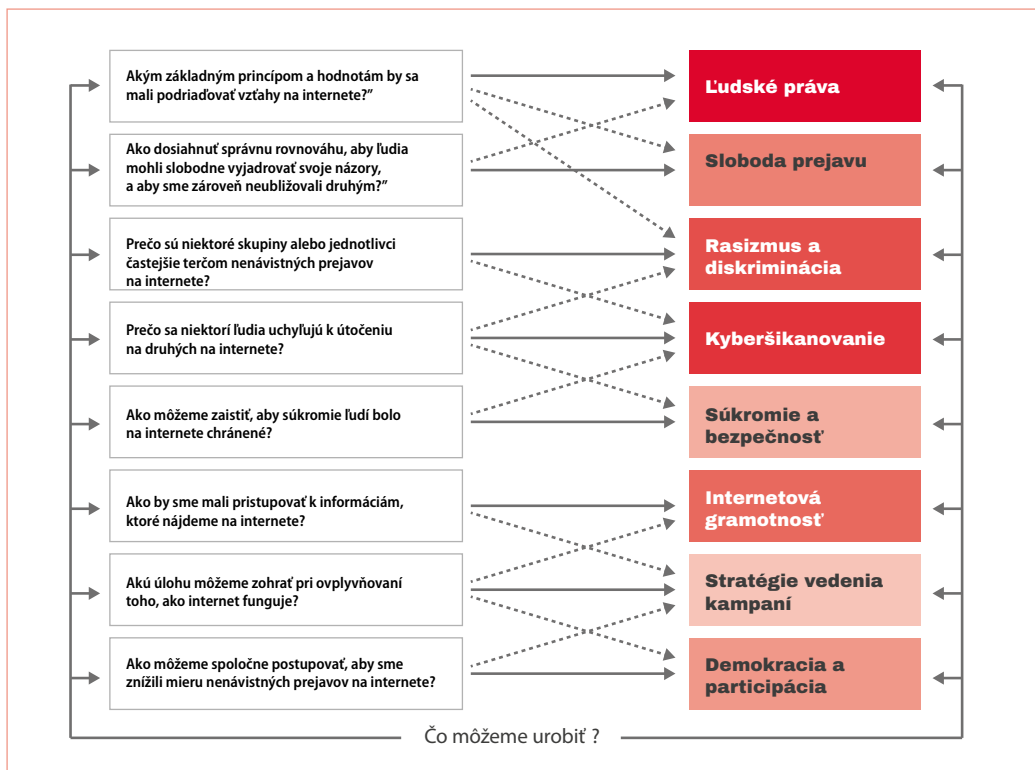 Akým základným princípom a hodnotám by sa
mali podriaďovať vzťahy na internete?”
Ľudské práva
Ako dosiahnuť správnu rovnováhu, aby ľudia
mohli slobodne vyjadrovať svoje názory,
a aby sme zároveň neubližovali druhým?”
Sloboda prejavu
Prečo sú niektoré skupiny alebo jednotlivci
častejšie terčom nenávistných prejavov
na internete?
Rasizmus a
diskriminácia
Prečo sa niektorí ľudia uchyľujú k útočeniu
na druhých na internete?
Kyberšikanovanie
Ako môžeme zaistiť, aby súkromie ľudí bolo
na internete chránené?
Súkromie a
bezpečnosť
Ako by sme mali pristupovať k informáciám,
ktoré nájdeme na internete?
Internetová
gramotnosť
Akú úlohu môžeme zohrať pri ovplyvňovaní
toho, ako internet funguje?
Stratégie vedenia
kampaní
Ako môžeme spoločne postupovať, aby sme
znížili mieru nenávistných prejavov na internete?
Demokracia a
participácia
Čo môžeme urobiť ?